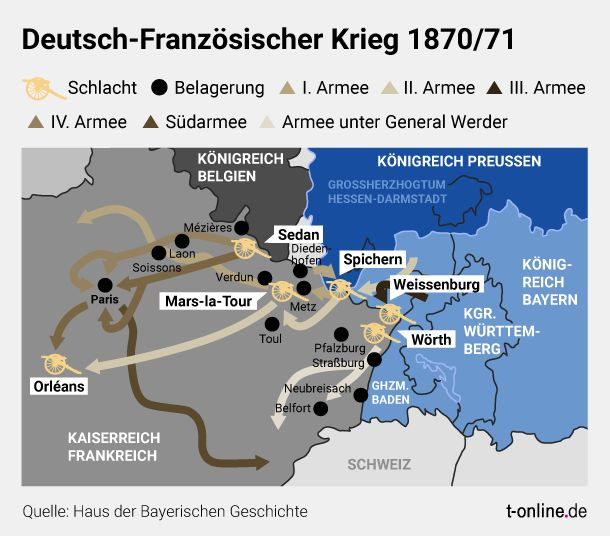 Deutsch-Französischer Krieg 1870/71
Schlacht
Belagerung
I. Armee
II. Armee
III. Armee
IV. Armee
Südarmee
Armee unter General Werder
KÖNIGREICH
BELGIEN
KÖNIGREICH PREUSSEN
GROSSHERZOGTUM
HESSEN-DARMSTADT
Mézières
Sedan
Laon
Soissons
Dieden-
hofen
Spichern
Verdun
Weissenburg
KÖNIG-
REICH
BAYERN
Paris
Mars-la-Tour
Metz
KGR.
WÜRTTEM-
BERG
Toul
Wörth
Pfalzburg
Straßburg
Orléans
Neubreisach
GHZM.
BADEN
Belfort
KAISERREICH
FRANKREICH
SCHWEIZ
Quelle: Haus der Bayerischen Geschichte
t-online.de